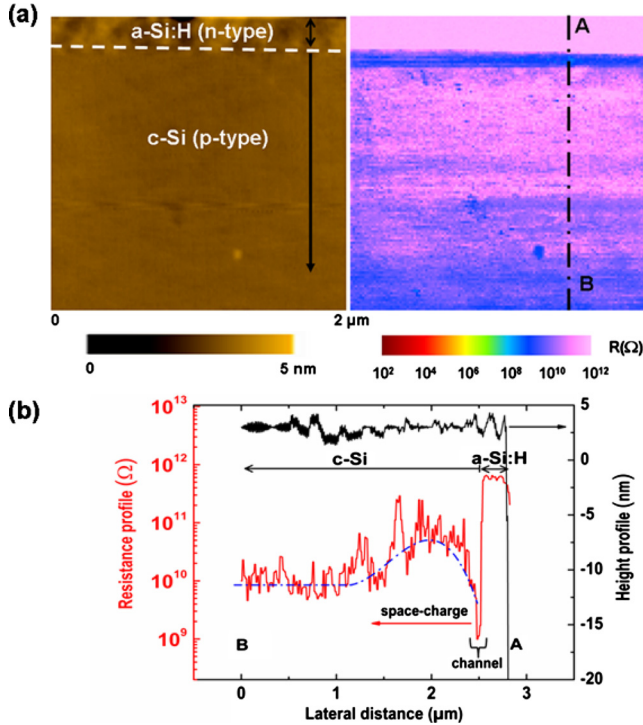 (a)
a-Si:H (n-type)
c-Si (p-type)
A
B
0
2 µm
0
5 nm
R(Ω)
10² 10⁴ 10⁶ 10⁸ 10¹⁰ 10¹²
(b)
10¹³
10¹²
10¹¹
10¹⁰
10⁹
Resistance profile (Ω)
5
0
-5
-10
-15
-20
Height profile (nm)
c-Si
a-Si:H
space-charge
B
channel
A
0 1 2 3
Lateral distance (µm)